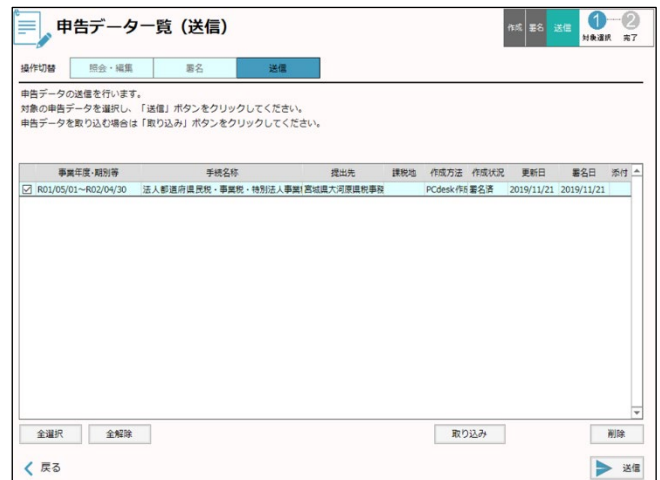 申告データ一覧（送信）
作成 署名 送信 1 対象選択 2 完了
操作切替 照会・編集 署名 送信
申告データの送信を行います。
対象の申告データを選択し、「送信」ボタンをクリックしてください。
申告データを取り込む場合は「取り込み」ボタンをクリックしてください。
事業年度・期別等 手続名称 提出先 課税地 作成方法 作成状況 更新日 署名日 添付
R01/05/01～R02/04/30 法人都道府県民税・事業税・特別法人事業 宮城県大河原県税事務 PCdesk作 署名済 2019/11/21 2019/11/21
全選択 全解除 取り込み 削除
戻る 送信